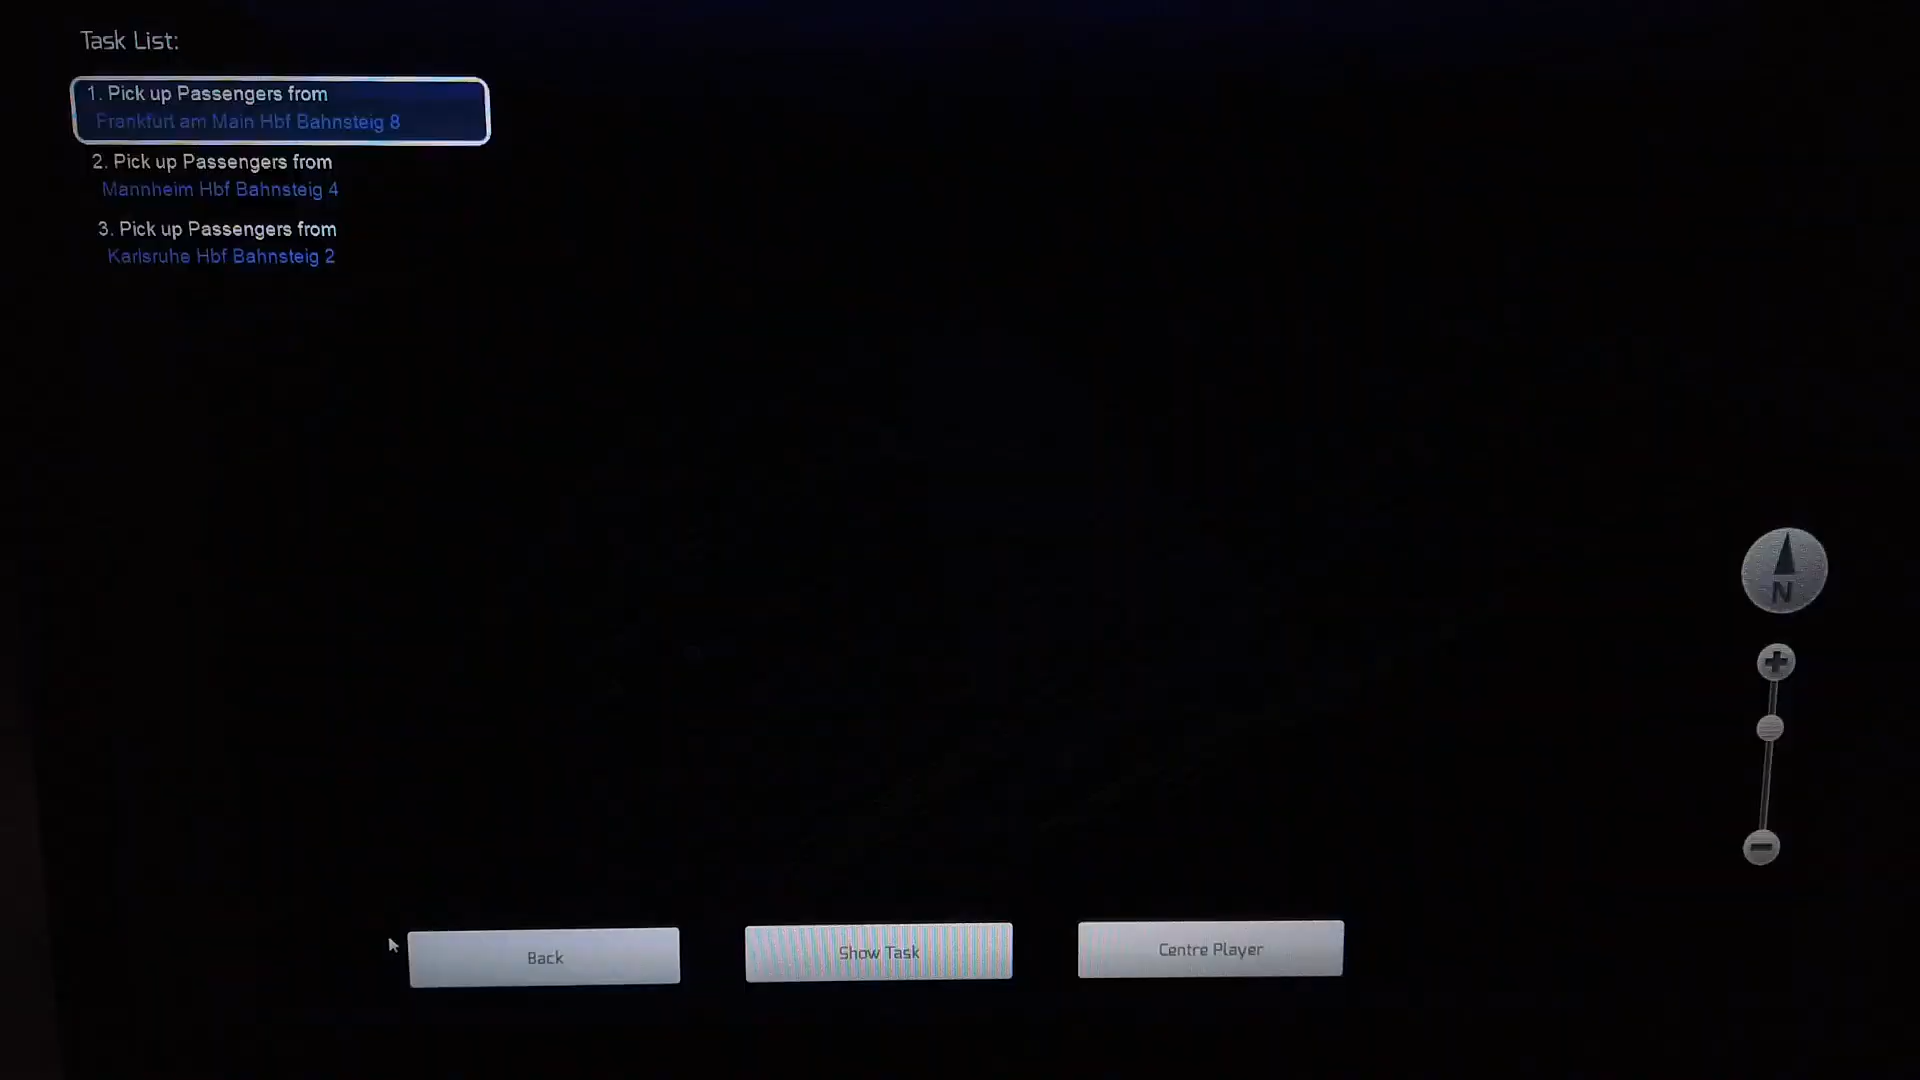 Task List:
1. Pick up Passengers from
Frankfurt am Main Hbf Bahnsteig 8
2. Pick up Passengers from
Mannheim Hbf Bahnsteig 4
3. Pick up Passengers from
Karlsruhe Hbf Bahnsteig 2
N
Back
Show Task
Centre Player